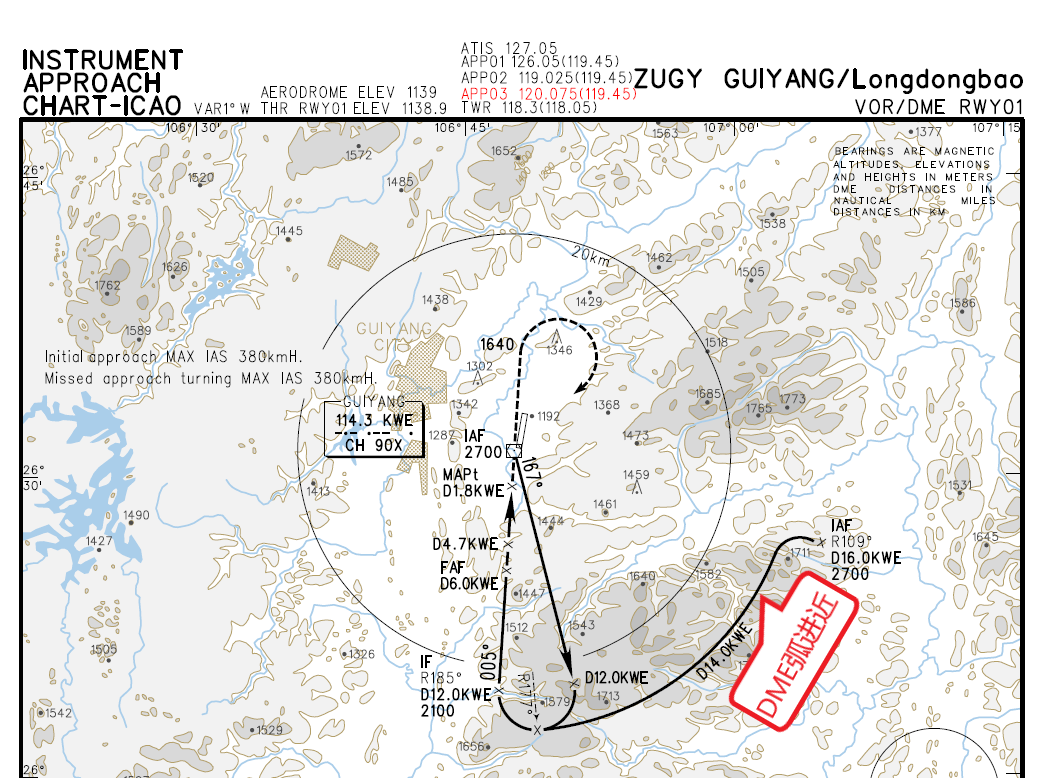 INSTRUMENT
APPROACH
CHART-ICAO
VAR1°W
AERODROME ELEV 1139
THR RWY01 ELEV 1138.9
ATIS 127.05
APP01 126.05(119.45)
APP02 119.025(119.45)
APP03 120.075(119.45)
TWR 118.3(118.05)
ZUGY GUIYANG/Longdongbao
VOR/DME RWY01
106°30'
106°45'
107°00'
107°15
BEARINGS ARE MAGNETIC
ALTITUDES, ELEVATIONS
AND HEIGHTS IN METERS
DME DISTANCES IN
NAUTICAL MILES
DISTANCES IN KM
26°
45'
1572
1520
1485
1652
1563
1377
1445
1538
1626
1762
1589
20km
1462
1429
1505
1586
1438
GUIYANG
CITY
1640
1346
1518
Initial approach MAX IAS 380kmH.
Missed approach turning MAX IAS 380kmH.
1302
1342
1287
GUIYANG
114.3 KWE
CH 90X
1192
1368
1685
1765
1773
IAF
2700
1473
167°
MAPt
D1.8KWE
26°
30'
1413
1459
1461
1531
1490
1427
1444
D4.7KWE
FAF
D6.0KWE
IAF
R109°
D16.0KWE
2700
1711
1645
1582
1640
1447
1512
1543
1505
1326
005°
IF
R185°
D12.0KWE
2100
D12.0KWE
1579
1713
D14.0KWE
DME弧进近
1542
1529
1656
26°